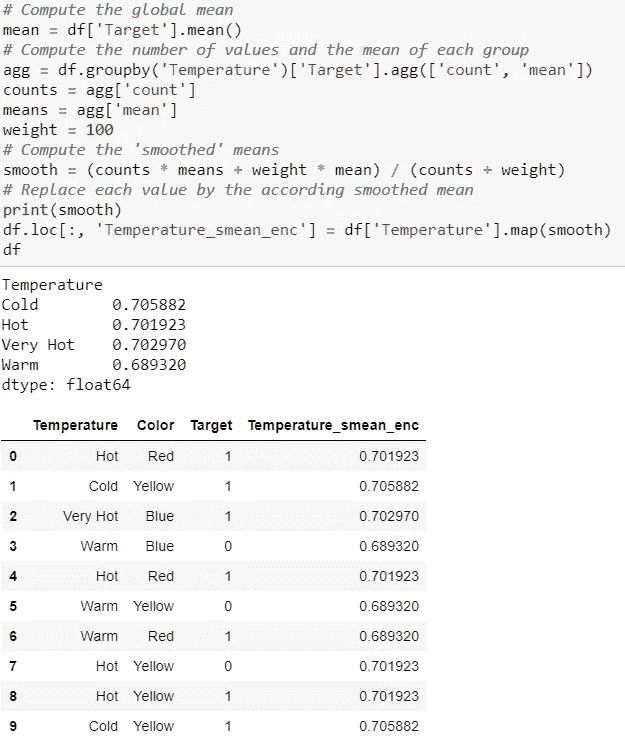 # Compute the global mean
mean = df['Target'].mean()
# Compute the number of values and the mean of each group
agg = df.groupby('Temperature')['Target'].agg(['count', 'mean'])
counts = agg['count']
means = agg['mean']
weight = 100
# Compute the 'smoothed' means
smooth = (counts * means + weight * mean) / (counts + weight)
# Replace each value by the according smoothed mean
print(smooth)
df.loc[:, 'Temperature_smean_enc'] = df['Temperature'].map(smooth)
df
Temperature
Cold 0.705882
Hot 0.701923
Very Hot 0.702970
Warm 0.689320
dtype: float64
Temperature Color Target Temperature_smean_enc
0 Hot Red 1 0.701923
1 Cold Yellow 1 0.705882
2 Very Hot Blue 1 0.702970
3 Warm Blue 0 0.689320
4 Hot Red 1 0.701923
5 Warm Yellow 0 0.689320
6 Warm Red 1 0.689320
7 Hot Yellow 0 0.701923
8 Hot Yellow 1 0.701923
9 Cold Yellow 1 0.705882